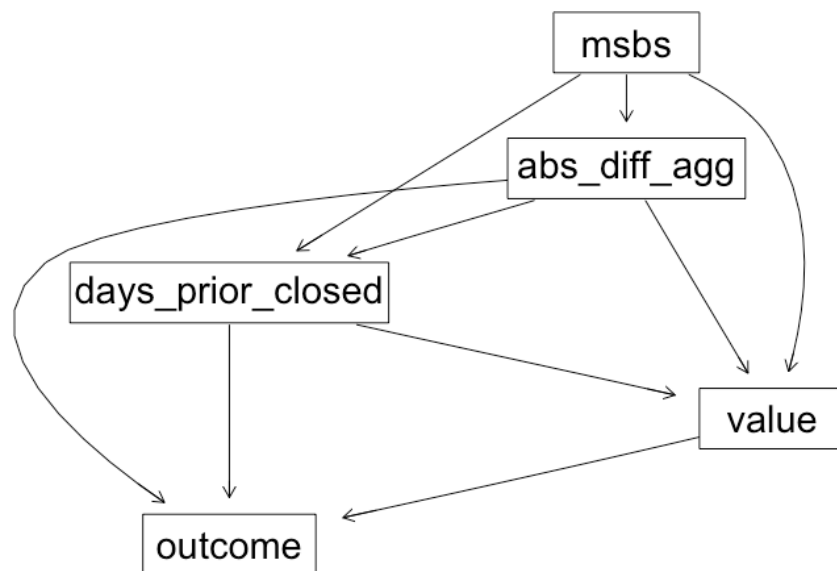 msbs
abs_diff_agg
days_prior_closed
value
outcome